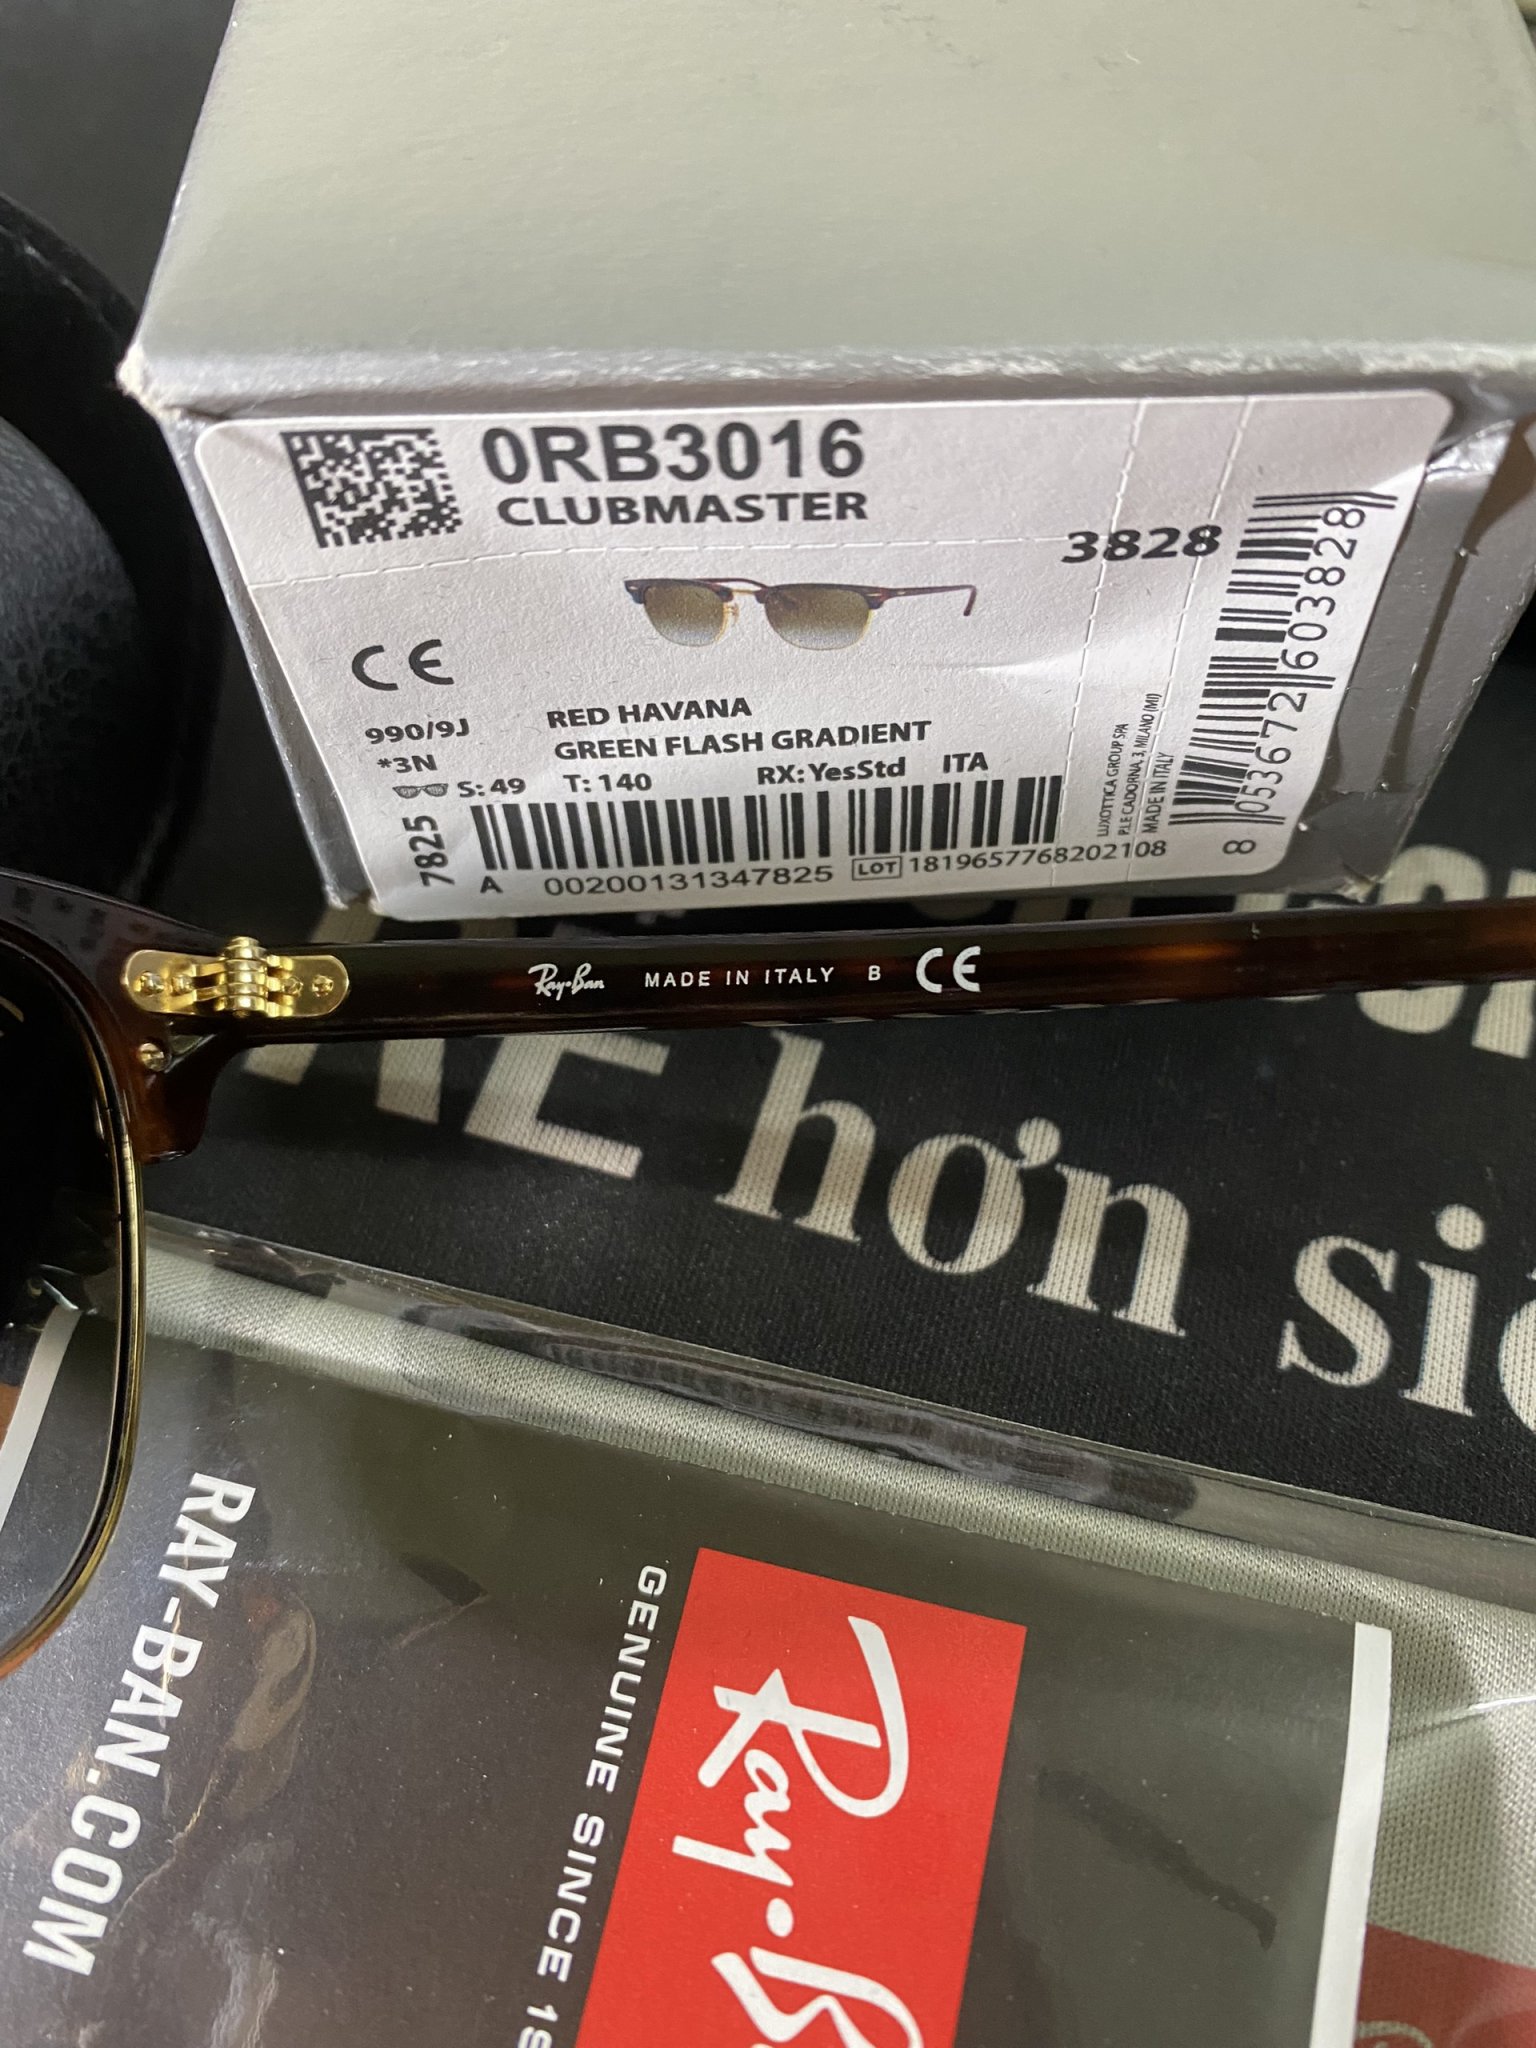 0RB3016
CLUBMASTER
3828
CE
990/9J
RED HAVANA
*3N
GREEN FLASH GRADIENT
S: 49
T: 140
RX: YesStd
ITA
7825
A
00200131347825
LOT 1819657768202108
LUXOTTICA GROUP SPA
P.LE CADORNA, 3, MILANO (MI)
MADE IN ITALY
8 053672 603828
Ray-Ban MADE IN ITALY B CE
hơn
RAY-BAN.COM
GENUINE SINCE
Ray-B